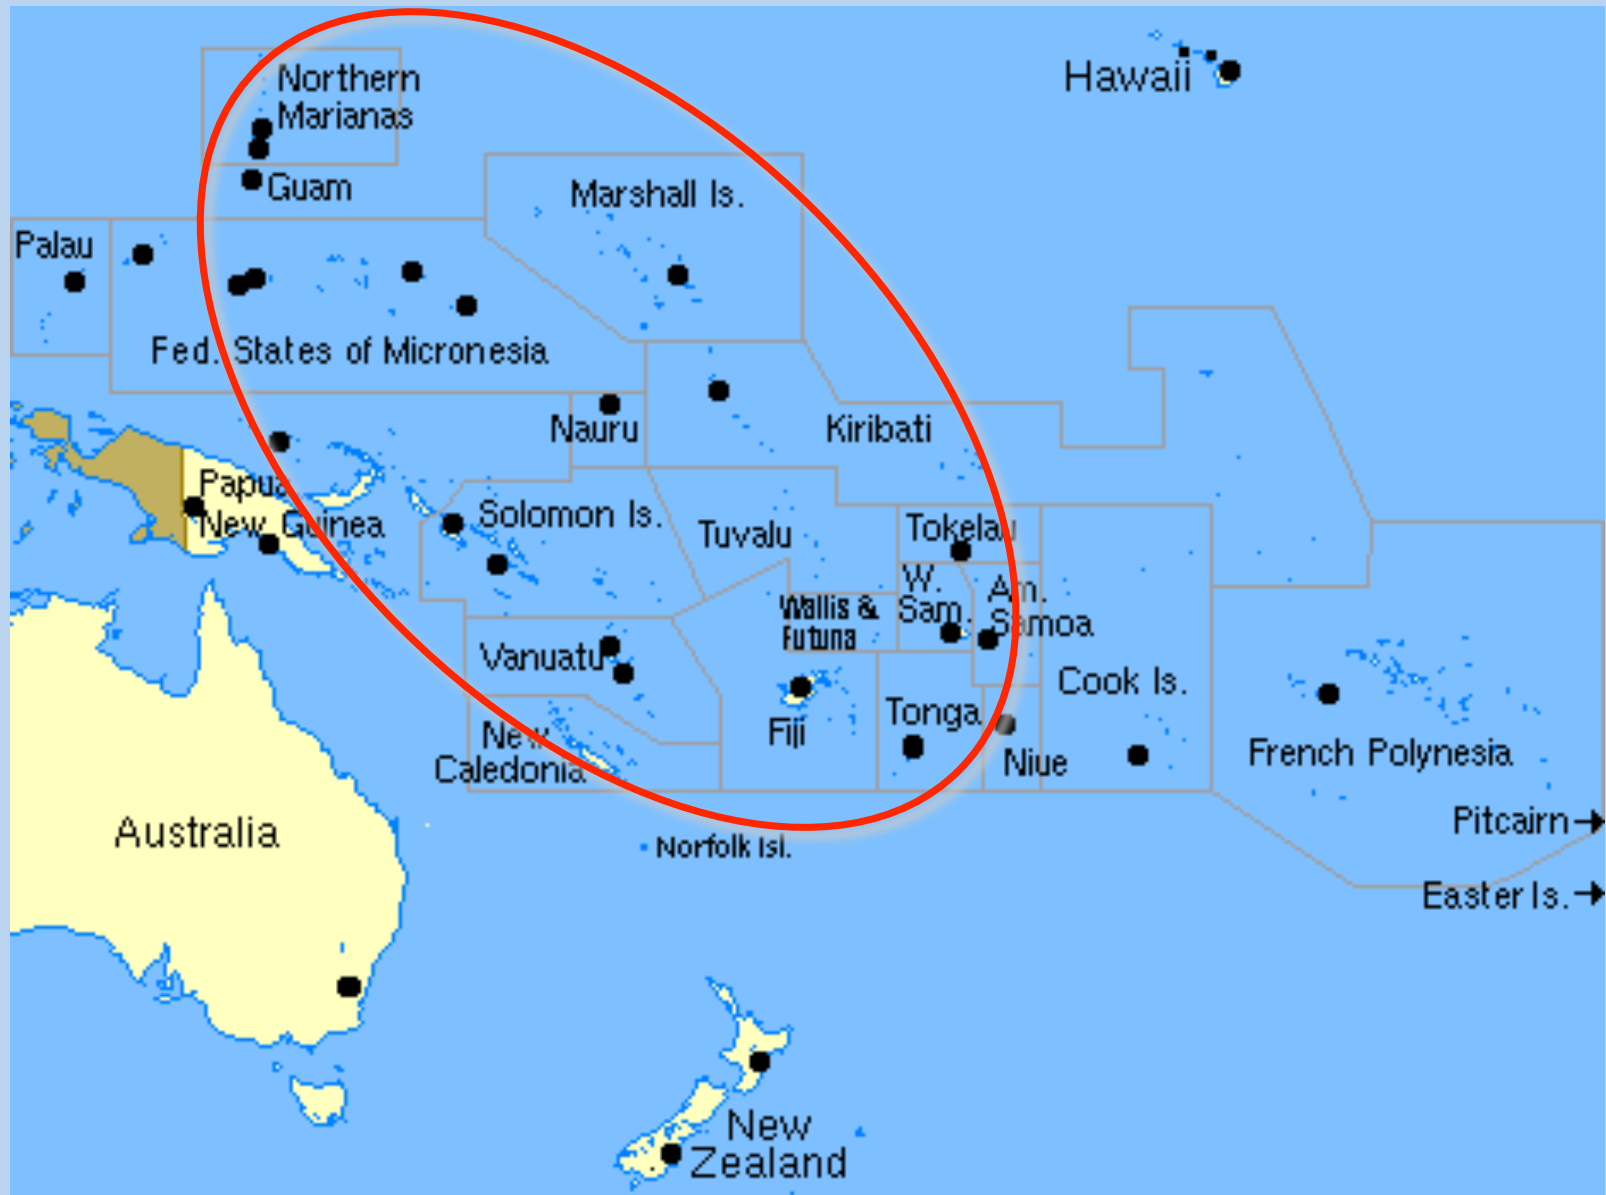 Northern
Marianas
Hawaii
Guam
Marshall Is.
Palau
Fed. States of Micronesia
Nauru
Kiribati
Papua
New Guinea
Solomon Is.
Tuvalu
Tokelau
W.
Sam.
Am.
Samoa
Wallis &
Futuna
Vanuatu
Cook Is.
Fiji
Tonga
New
Caledonia
Niue
French Polynesia
Pitcairn
Australia
Norfolk Isl.
Easter Is.
New
Zealand